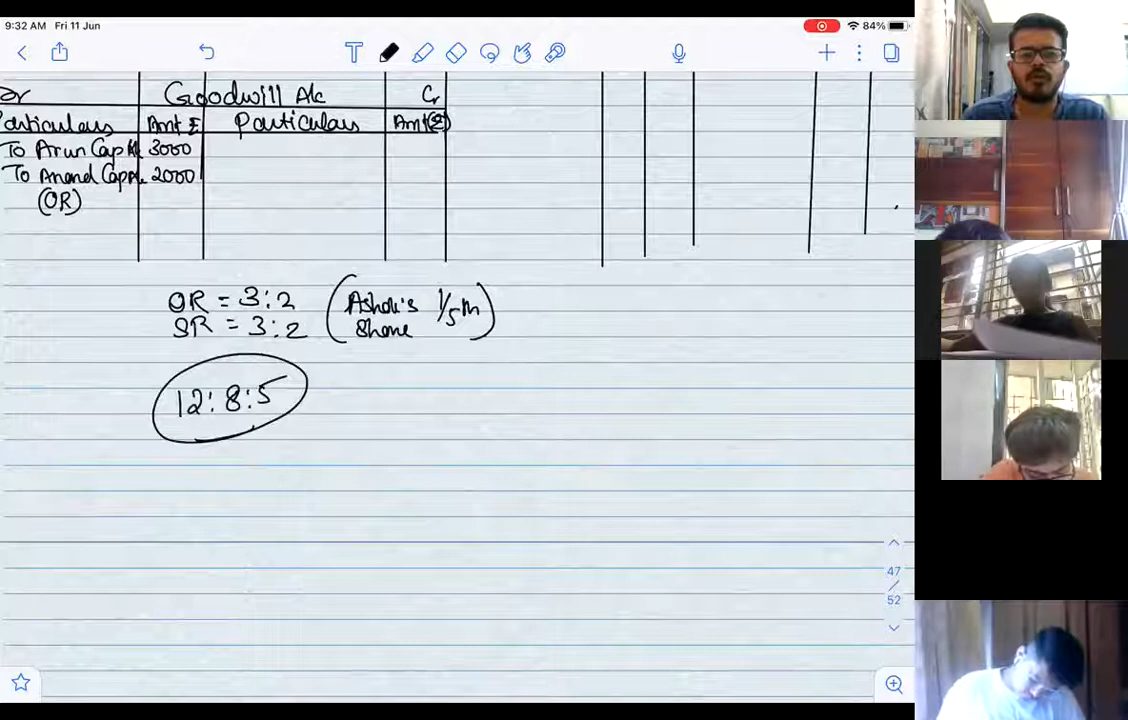 9:32 AM Fri 11 Jun
84%
Dr Goodwill A/c Cr
Particulars Amt ₹ Particulars Amt(₹)
To Arun Cap A/c 3000
To Anand Cap A/c 2000
(OR)
OR = 3:2
SR = 3:2
(Ashok's 1/5th
Share)
12:8:5
47
/
52